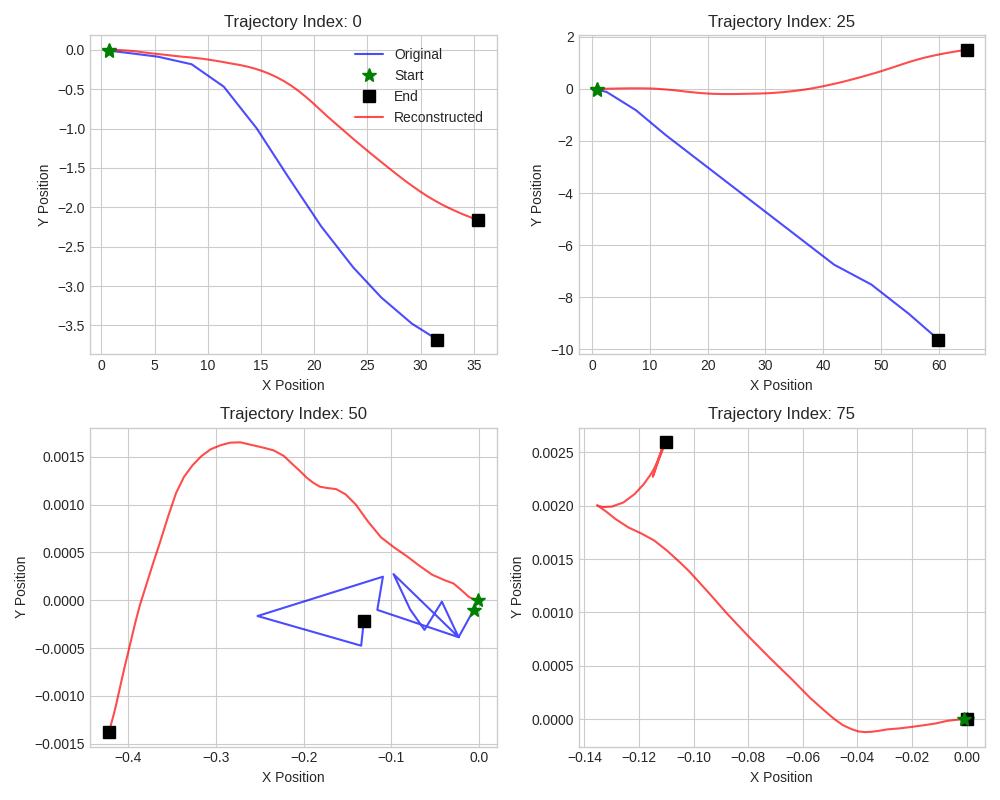 Trajectory Index: 0
Y Position
0.0
−0.5
−1.0
−1.5
−2.0
−2.5
−3.0
−3.5
Original
Start
End
Reconstructed
0 5 10 15 20 25 30 35
X Position
Trajectory Index: 25
Y Position
2
0
−2
−4
−6
−8
−10
0 10 20 30 40 50 60
X Position
Trajectory Index: 50
Y Position
0.0015
0.0010
0.0005
0.0000
−0.0005
−0.0010
−0.0015
−0.4 −0.3 −0.2 −0.1 0.0
X Position
Trajectory Index: 75
Y Position
0.0025
0.0020
0.0015
0.0010
0.0005
0.0000
−0.14 −0.12 −0.10 −0.08 −0.06 −0.04 −0.02 0.00
X Position